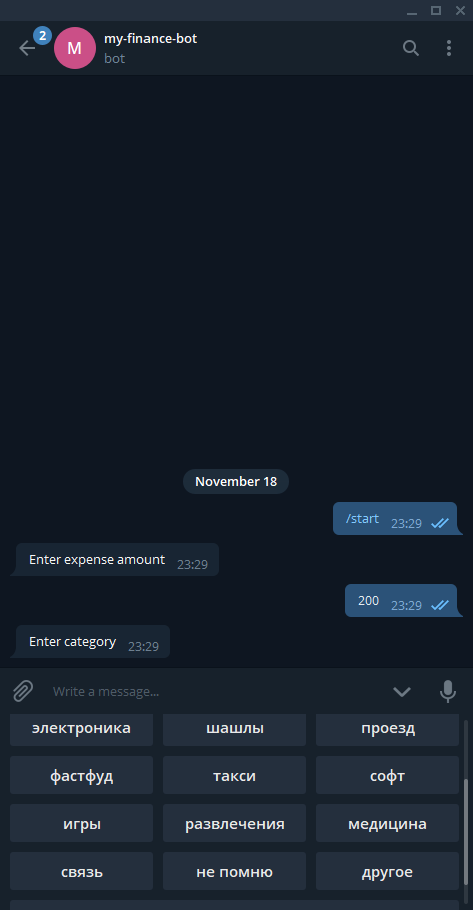 2
M
my-finance-bot
bot
November 18
/start 23:29
Enter expense amount 23:29
200 23:29
Enter category 23:29
Write a message...
электроника шашлы проезд
фастфуд такси софт
игры развлечения медицина
связь не помню другое